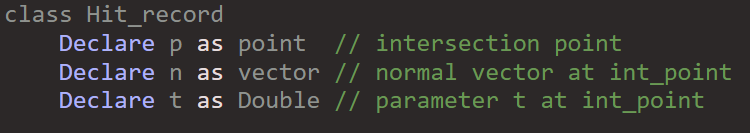 class Hit_record
Declare p as point // intersection point
Declare n as vector // normal vector at int_point
Declare t as Double // parameter t at int_point